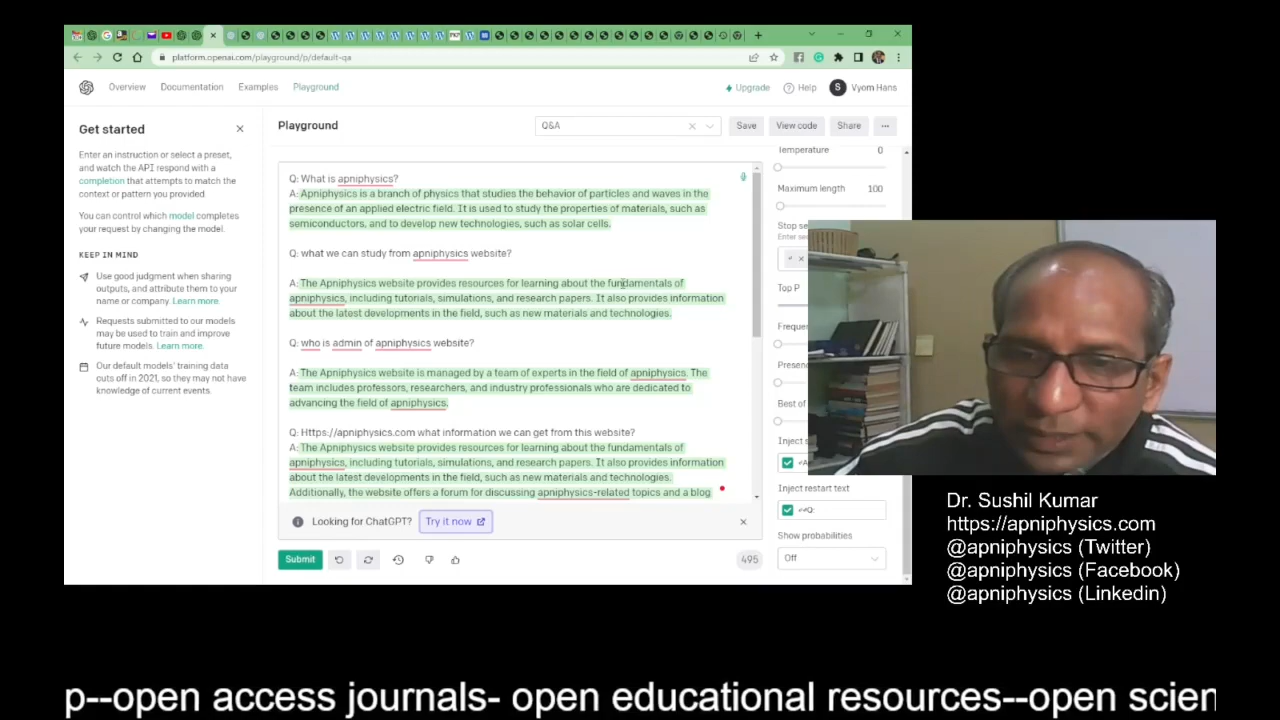 platform.openai.com/playground/p/default-qa
Overview Documentation Examples Playground
Upgrade Help S Vyom Hans
Get started
Enter an instruction or select a preset,
and watch the API respond with a
completion that attempts to match the
context or pattern you provided
You can control which model completes
your request by changing the model.
KEEP IN MIND
Use good judgment when sharing
outputs, and attribute them to your
name or company. Learn more.
Requests submitted to our models
may be used to train and improve
future models. Learn more.
Our default models' training data
cuts off in 2021, so they may not have
knowledge of current events.
Playground
Q&A
Save View code Share ...
Q: What is apniphysics?
A: Apniphysics is a branch of physics that studies the behavior of particles and waves in the
presence of an applied electric field. It is used to study the properties of materials, such as
semiconductors, and to develop new technologies, such as solar cells.
Q: what we can study from apniphysics website?
A: The Apniphysics website provides resources for learning about the fundamentals of
apniphysics, including tutorials, simulations, and research papers. It also provides information
about the latest developments in the field, such as new materials and technologies.
Q: who is admin of apniphysics website?
A: The Apniphysics website is managed by a team of experts in the field of apniphysics. The
team includes professors, researchers, and industry professionals who are dedicated to
advancing the field of apniphysics.
Q: Https://apniphysics.com what information we can get from this website?
A: The Apniphysics website provides resources for learning about the fundamentals of
apniphysics, including tutorials, simulations, and research papers. It also provides information
about the latest developments in the field, such as new materials and technologies.
Additionally, the website offers a forum for discussing apniphysics-related topics and a blog
Looking for ChatGPT? Try it now
Submit
495
Temperature 0
Maximum length 100
Stop se
Enter se
Top P
Frequen
Presenc
Best of
Inject s
Inject restart text
↵↵Q:
Show probabilities
Off
Dr. Sushil Kumar
https://apniphysics.com
@apniphysics (Twitter)
@apniphysics (Facebook)
@apniphysics (Linkedin)
p--open access journals- open educational resources--open scien